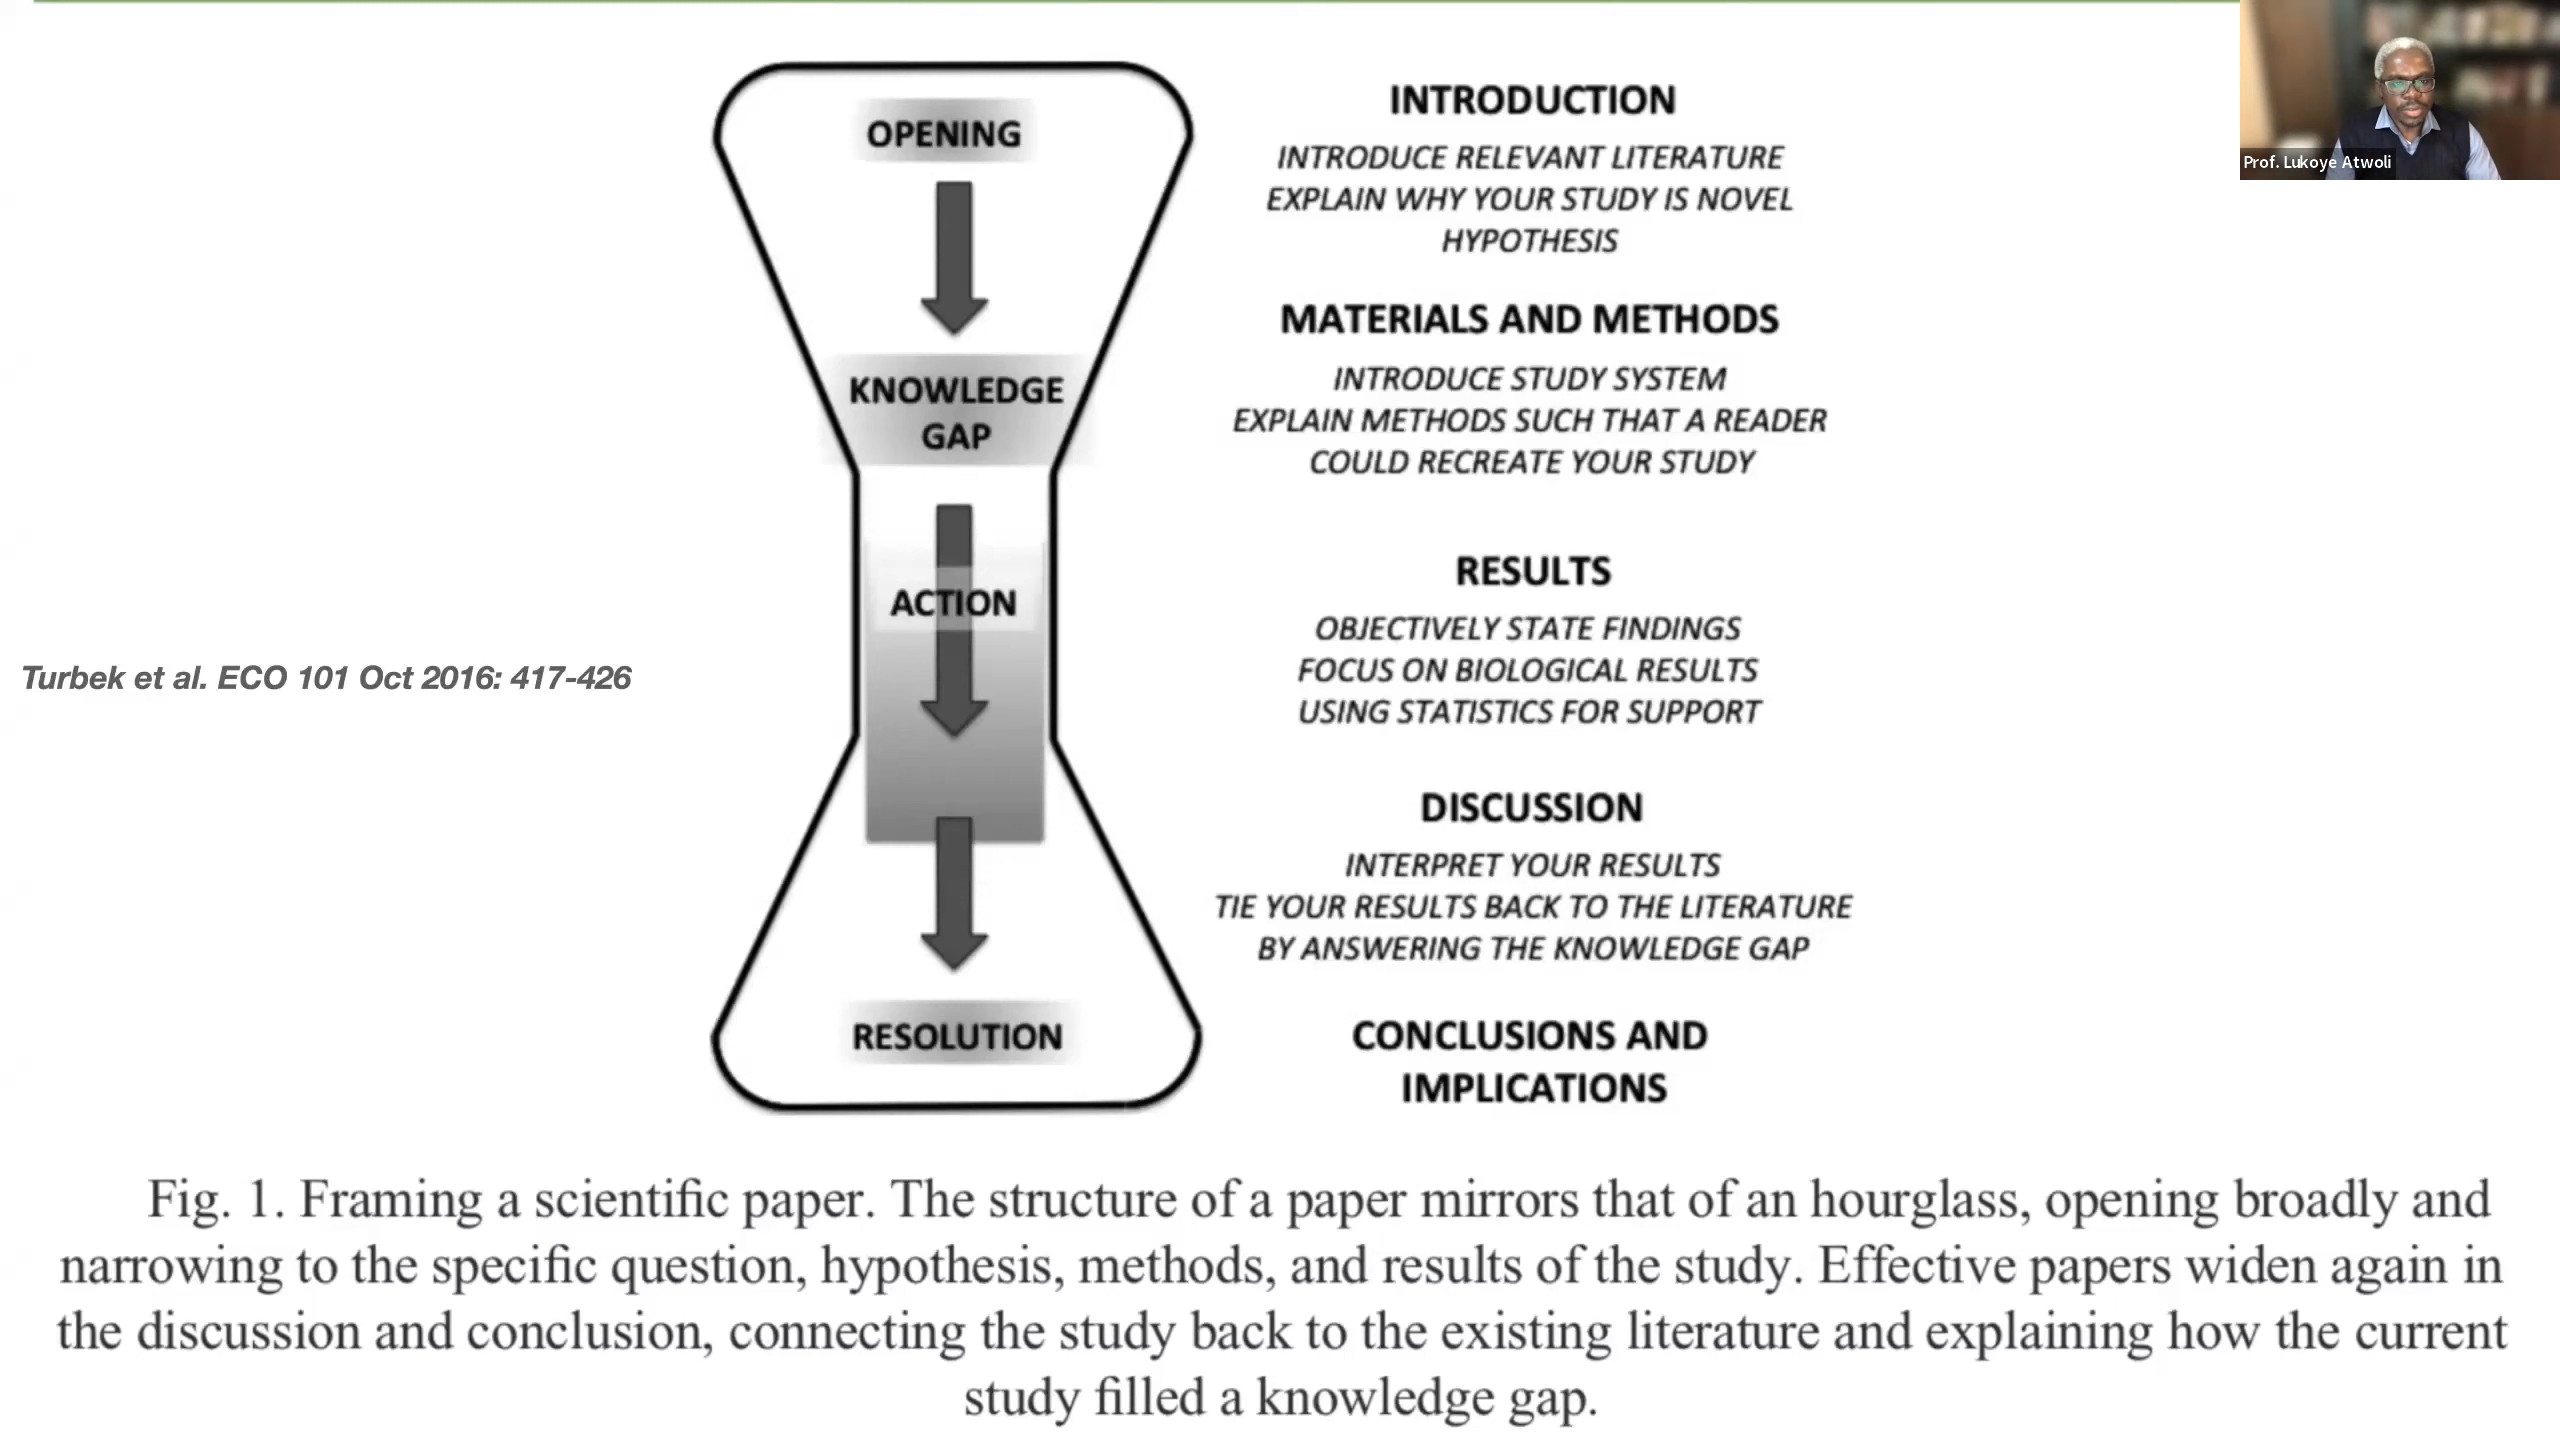 OPENING
KNOWLEDGE
GAP
ACTION
RESOLUTION
INTRODUCTION
INTRODUCE RELEVANT LITERATURE
EXPLAIN WHY YOUR STUDY IS NOVEL
HYPOTHESIS
MATERIALS AND METHODS
INTRODUCE STUDY SYSTEM
EXPLAIN METHODS SUCH THAT A READER
COULD RECREATE YOUR STUDY
RESULTS
OBJECTIVELY STATE FINDINGS
FOCUS ON BIOLOGICAL RESULTS
USING STATISTICS FOR SUPPORT
DISCUSSION
INTERPRET YOUR RESULTS
TIE YOUR RESULTS BACK TO THE LITERATURE
BY ANSWERING THE KNOWLEDGE GAP
CONCLUSIONS AND
IMPLICATIONS
Prof. Lukoye Atwoli
Turbek et al. ECO 101 Oct 2016: 417-426
Fig. 1. Framing a scientific paper. The structure of a paper mirrors that of an hourglass, opening broadly and
narrowing to the specific question, hypothesis, methods, and results of the study. Effective papers widen again in
the discussion and conclusion, connecting the study back to the existing literature and explaining how the current
study filled a knowledge gap.